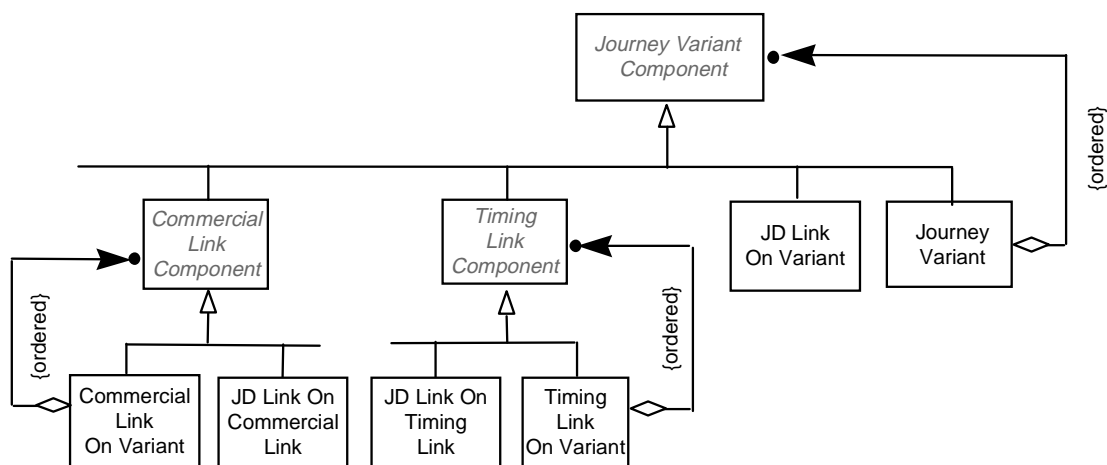 Journey Variant
Component
{ordered}
Commercial
Link
Component
Timing
Link
Component
JD Link
On Variant
Journey
Variant
{ordered}
{ordered}
Commercial
Link
On Variant
JD Link On
Commercial
Link
JD Link On
Timing
Link
Timing
Link
On Variant